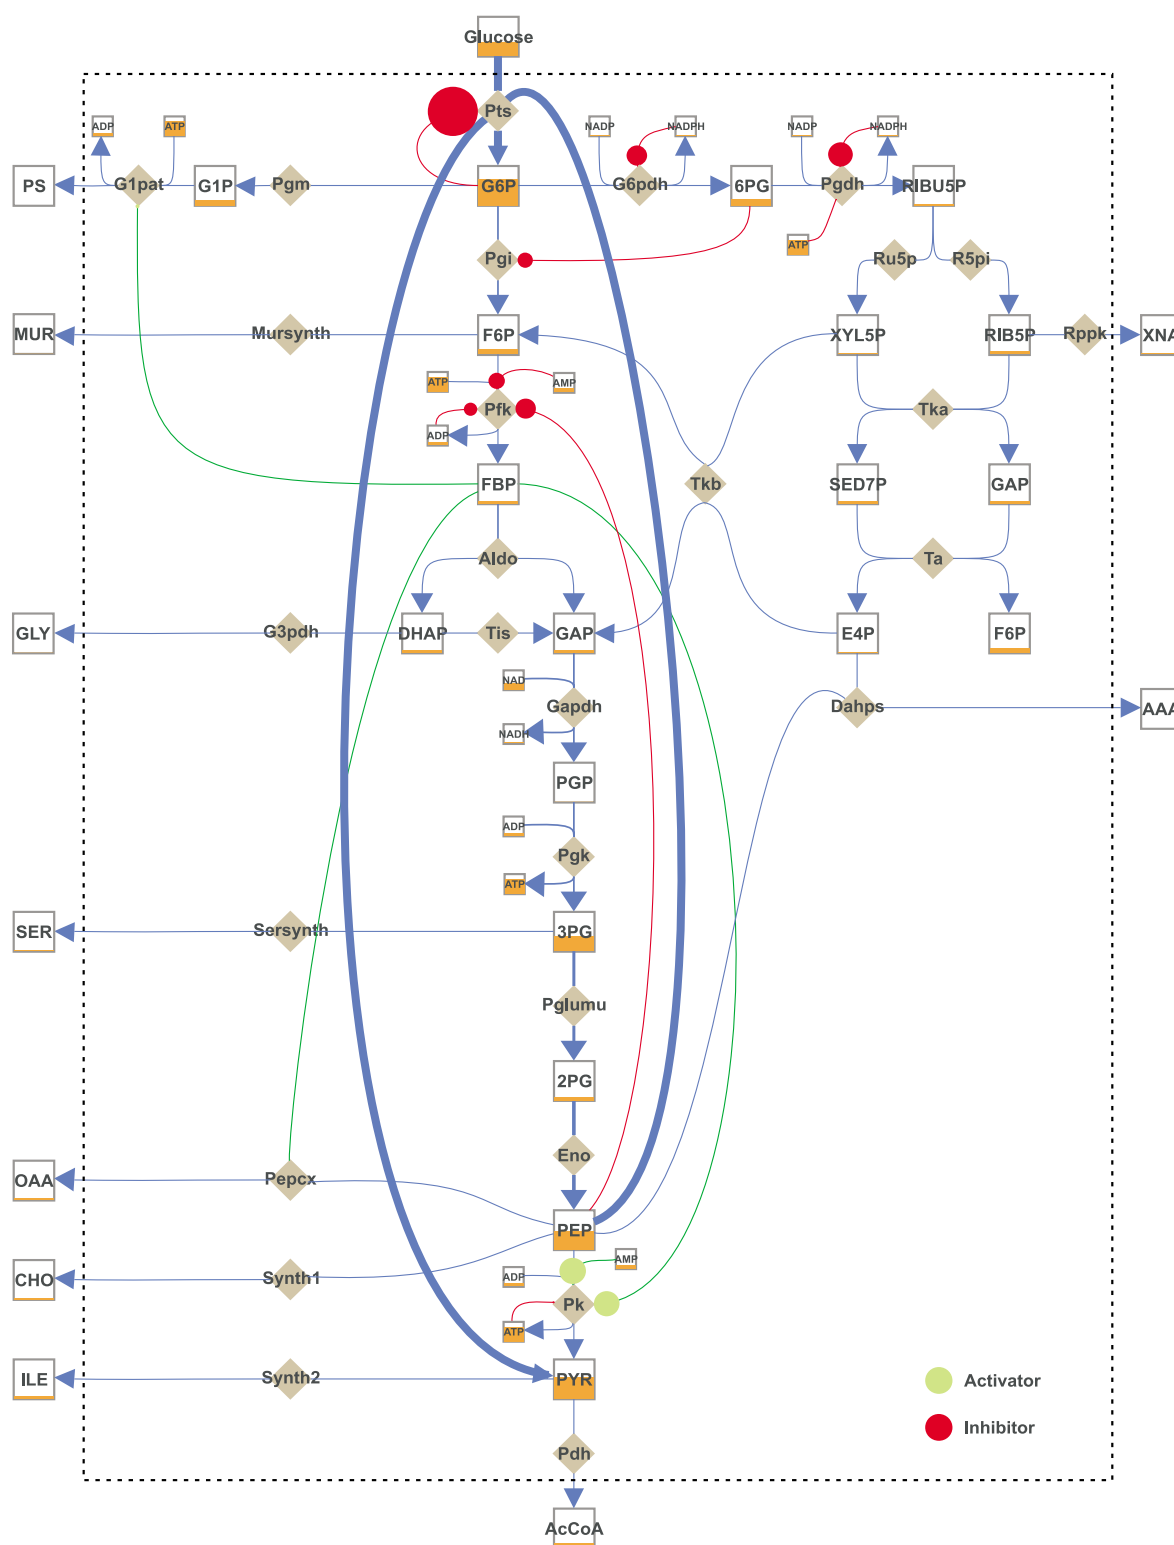 Glucose
Pts
ADP
ATP
NADP
NADPH
NADP
NADPH
PS
G1pat
G1P
Pgm
G6P
G6pdh
6PG
Pgdh
RIBU5P
ATP
Pgi
Ru5p
R5pi
MUR
Mursynth
F6P
XYL5P
RIB5P
Rppk
XNA
ATP
AMP
Pfk
Tka
ADP
FBP
Tkb
SED7P
GAP
Aldo
Ta
GLY
G3pdh
DHAP
Tis
GAP
E4P
F6P
NAD
Gapdh
Dahps
AAA
NADH
PGP
ADP
Pgk
ATP
SER
Sersynth
3PG
Pglumu
2PG
Eno
OAA
Pepcx
PEP
AMP
CHO
Synth1
ADP
Pk
ATP
ILE
Synth2
PYR
Activator
Inhibitor
Pdh
AcCoA